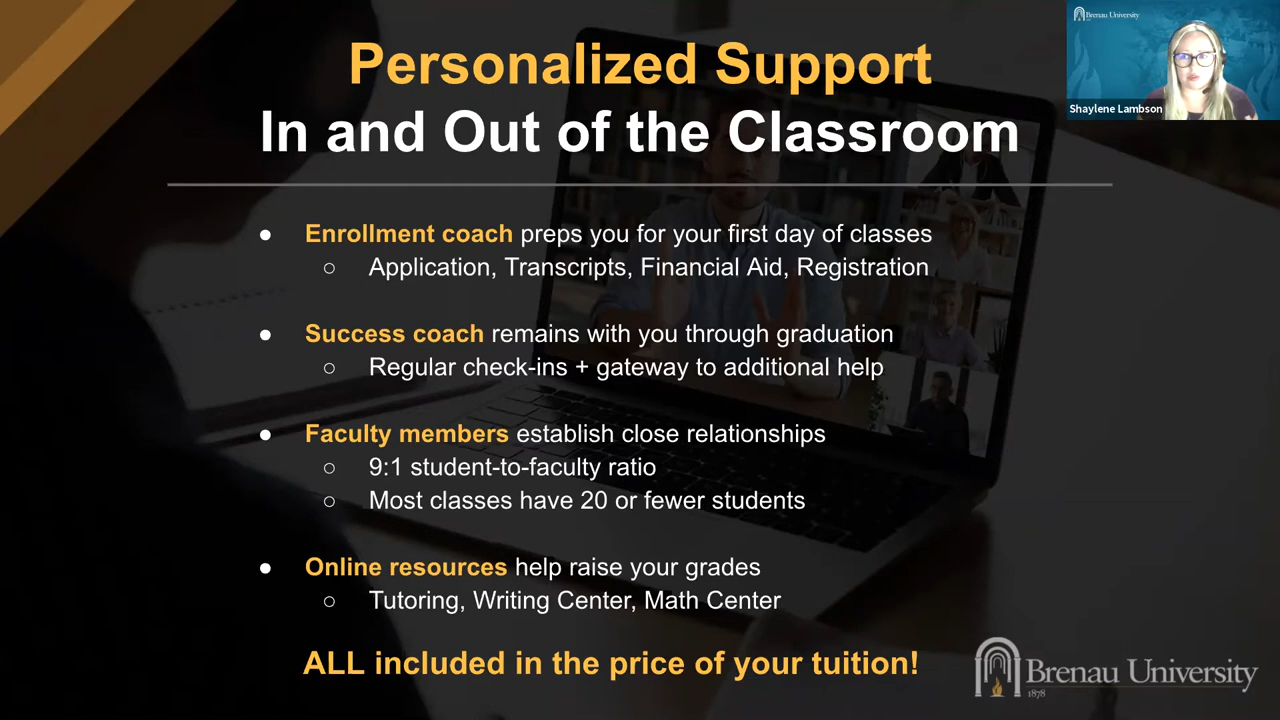 Personalized Support
In and Out of the Classroom
● Enrollment coach preps you for your first day of classes
○ Application, Transcripts, Financial Aid, Registration
● Success coach remains with you through graduation
○ Regular check-ins + gateway to additional help
● Faculty members establish close relationships
○ 9:1 student-to-faculty ratio
○ Most classes have 20 or fewer students
● Online resources help raise your grades
○ Tutoring, Writing Center, Math Center
ALL included in the price of your tuition!
Brenau University
1878
Brenau University
Shaylene Lambson